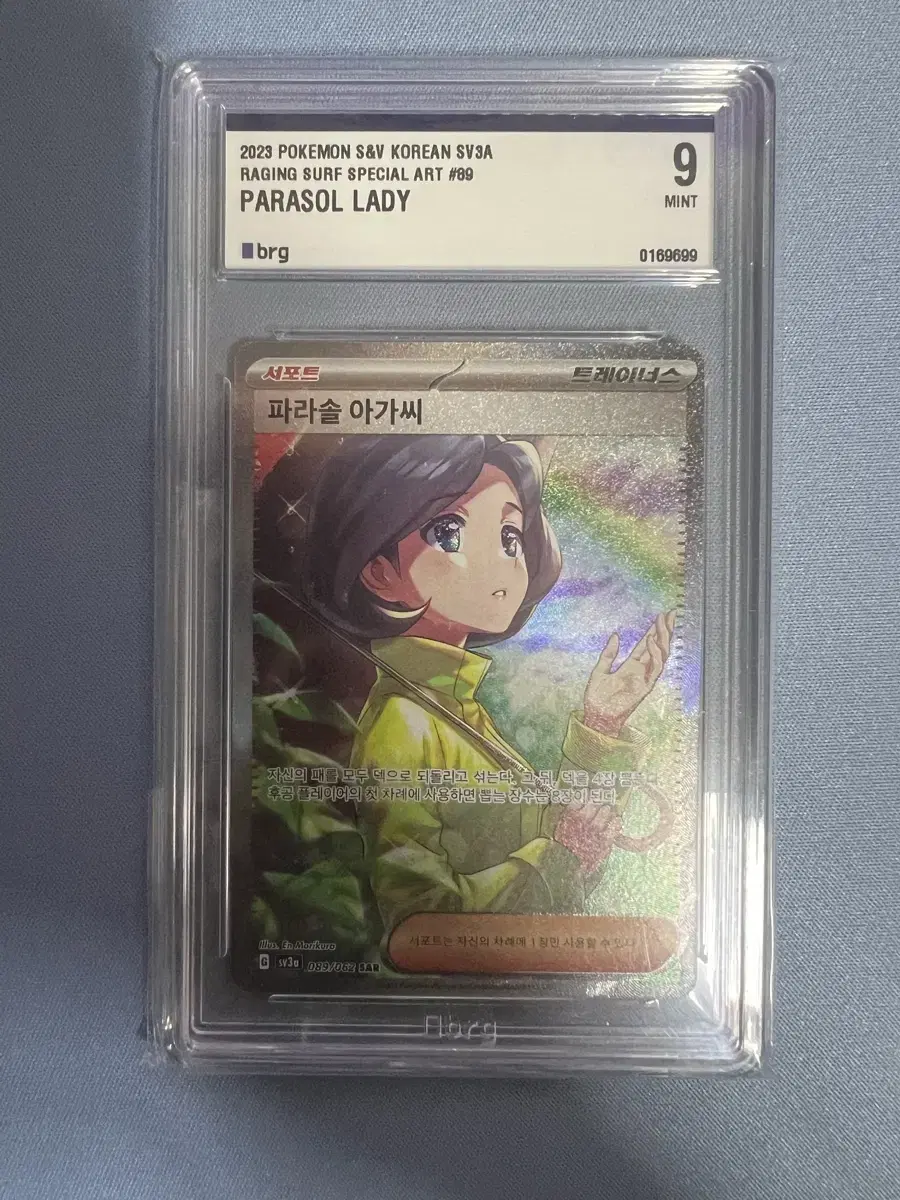 2023 POKEMON S&V KOREAN SV3A
RAGING SURF SPECIAL ART #89
PARASOL LADY
9
MINT
brg
0169699
서포트
트레이너스
파라솔 아가씨
자신의 패를 모두 덱으로 되돌리고 섞는다. 그 뒤, 덱을 4장 뽑는
후공 플레이어의 첫 차례에 사용하면 뽑는 장수는 8장이 된다.
서포트는 자신의 차례에 1장만 사용할 수 있다.
Illus. En Morikura
G sv3a 089/062 SAR
brg